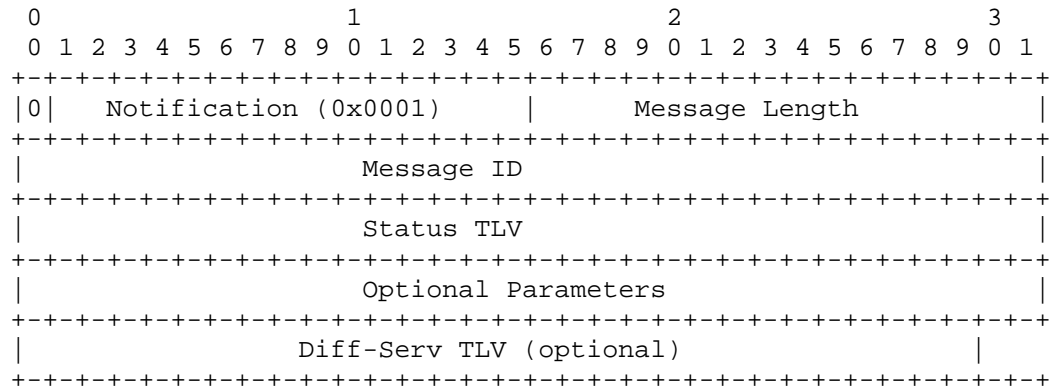 0                   1                   2                   3
 0 1 2 3 4 5 6 7 8 9 0 1 2 3 4 5 6 7 8 9 0 1 2 3 4 5 6 7 8 9 0 1
+-+-+-+-+-+-+-+-+-+-+-+-+-+-+-+-+-+-+-+-+-+-+-+-+-+-+-+-+-+-+-+-+
|0|   Notification (0x0001)     |      Message Length           |
+-+-+-+-+-+-+-+-+-+-+-+-+-+-+-+-+-+-+-+-+-+-+-+-+-+-+-+-+-+-+-+-+
|                     Message ID                                |
+-+-+-+-+-+-+-+-+-+-+-+-+-+-+-+-+-+-+-+-+-+-+-+-+-+-+-+-+-+-+-+-+
|                     Status TLV                                |
+-+-+-+-+-+-+-+-+-+-+-+-+-+-+-+-+-+-+-+-+-+-+-+-+-+-+-+-+-+-+-+-+
|                     Optional Parameters                       |
+-+-+-+-+-+-+-+-+-+-+-+-+-+-+-+-+-+-+-+-+-+-+-+-+-+-+-+-+-+-+-+-+
|                 Diff-Serv TLV (optional)                  |
+-+-+-+-+-+-+-+-+-+-+-+-+-+-+-+-+-+-+-+-+-+-+-+-+-+-+-+-+-+-+-+-+